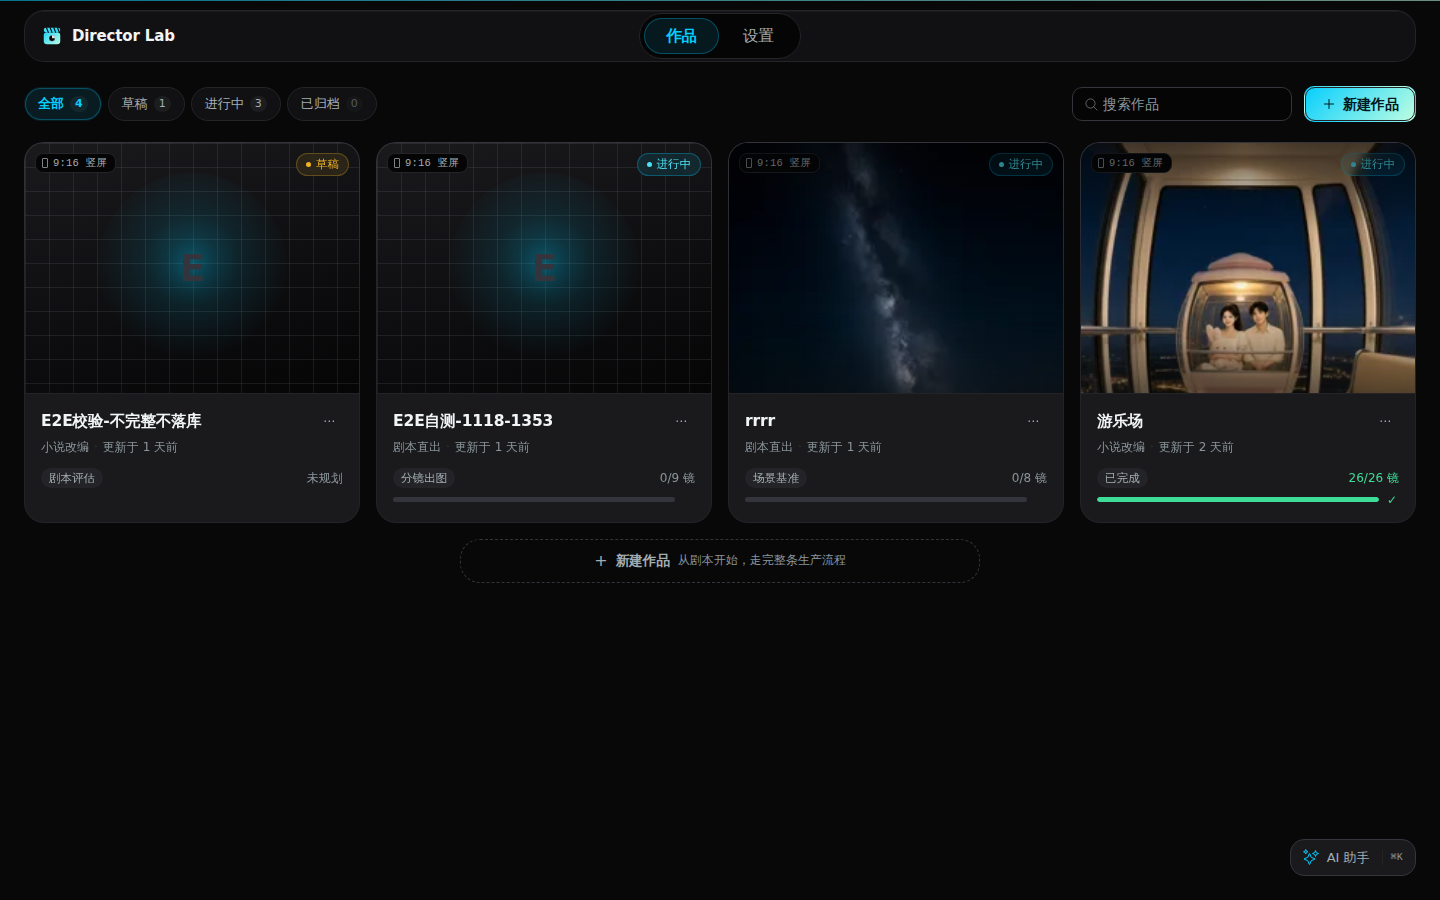 Director Lab
作品
设置
全部 4
草稿 1
进行中 3
已归档 0
搜索作品
+ 新建作品
9:16 竖屏
草稿
E
E2E校验-不完整不落库
...
小说改编 · 更新于 1 天前
剧本评估
未规划
9:16 竖屏
进行中
E
E2E自测-1118-1353
...
剧本直出 · 更新于 1 天前
分镜出图
0/9 镜
9:16 竖屏
进行中
rrrr
...
剧本直出 · 更新于 1 天前
场景基准
0/8 镜
9:16 竖屏
进行中
游乐场
...
小说改编 · 更新于 2 天前
已完成
26/26 镜
✓
+ 新建作品 从剧本开始，走完整条生产流程
AI 助手 ⌘K